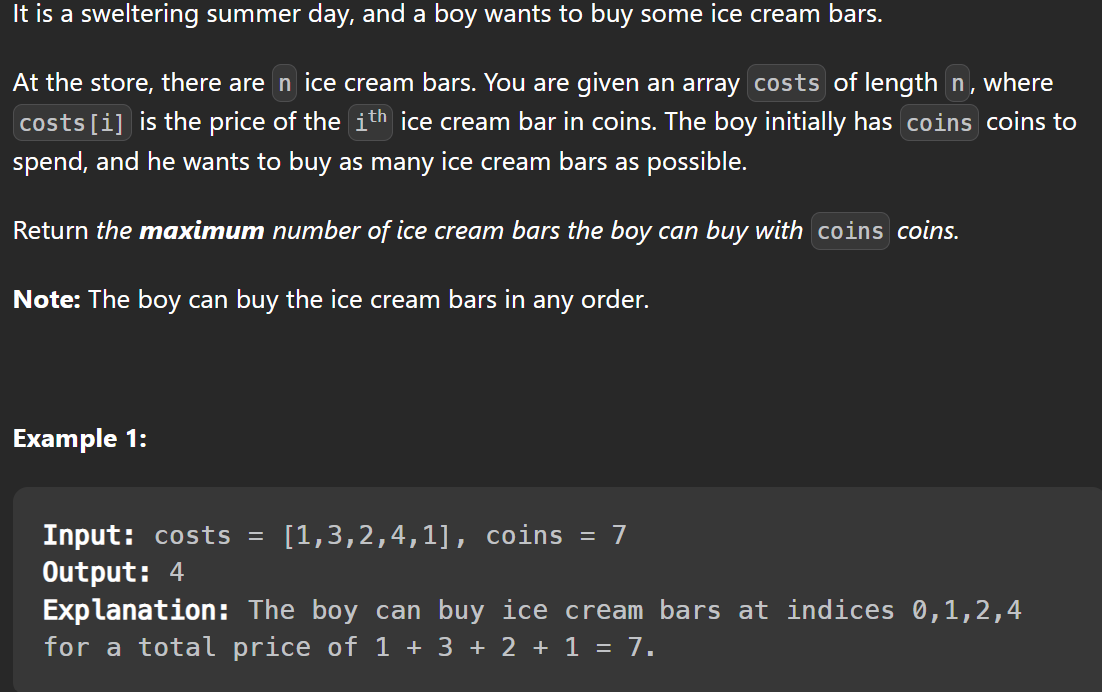 It is a sweltering summer day, and a boy wants to buy some ice cream bars.
At the store, there are n ice cream bars. You are given an array costs of length n, where
costs[i] is the price of the ith ice cream bar in coins. The boy initially has coins coins to
spend, and he wants to buy as many ice cream bars as possible.
Return the maximum number of ice cream bars the boy can buy with coins coins.
Note: The boy can buy the ice cream bars in any order.
Example 1:
Input: costs = [1,3,2,4,1], coins = 7
Output: 4
Explanation: The boy can buy ice cream bars at indices 0,1,2,4
for a total price of 1 + 3 + 2 + 1 = 7.